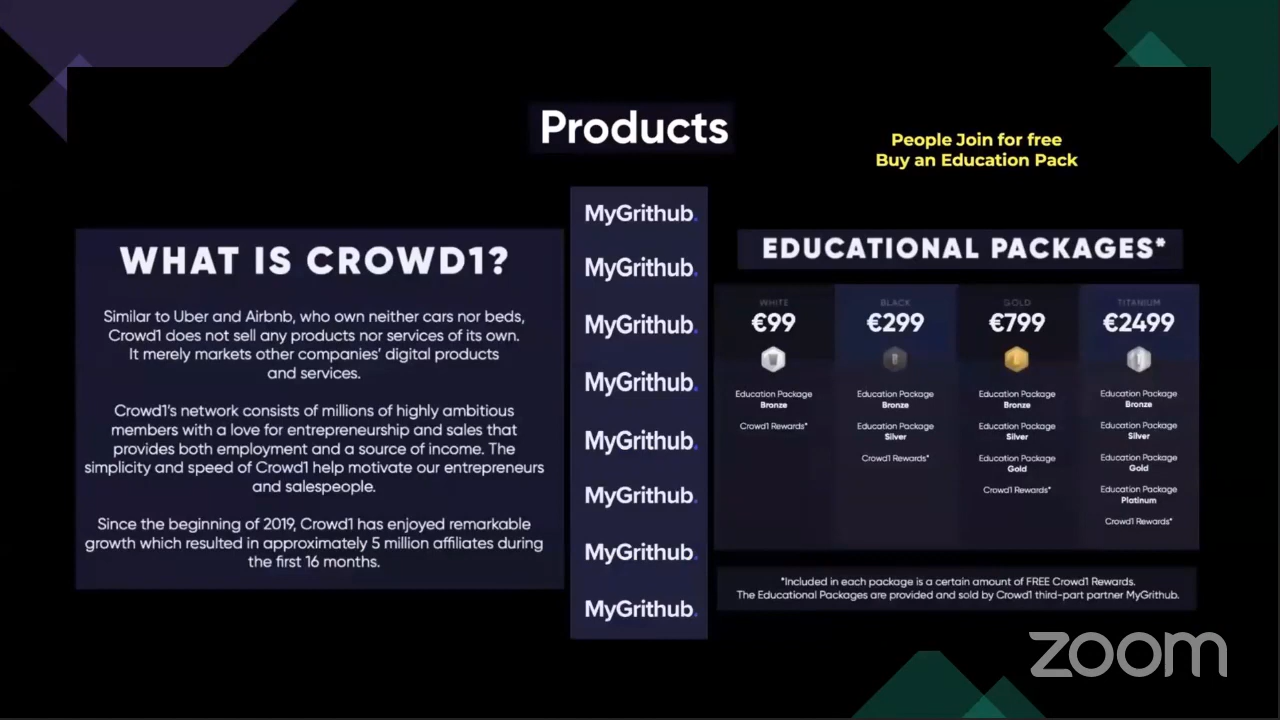 Products
People Join for free
Buy an Education Pack
WHAT IS CROWD1?
Similar to Uber and Airbnb, who own neither cars nor beds,
Crowd1 does not sell any products nor services of its own.
It merely markets other companies' digital products
and services.
Crowd1's network consists of millions of highly ambitious
members with a love for entrepreneurship and sales that
provides both employment and a source of income. The
simplicity and speed of Crowd1 help motivate our entrepreneurs
and salespeople.
Since the beginning of 2019, Crowd1 has enjoyed remarkable
growth which resulted in approximately 5 million affiliates during
the first 16 months.
MyGrithub.
MyGrithub.
MyGrithub.
MyGrithub.
MyGrithub.
MyGrithub.
MyGrithub.
MyGrithub.
EDUCATIONAL PACKAGES*
WHITE
€99
Education Package
Bronze
Crowd1 Rewards*
BLACK
€299
Education Package
Bronze
Education Package
Silver
Crowd1 Rewards*
GOLD
€799
Education Package
Bronze
Education Package
Silver
Education Package
Gold
Crowd1 Rewards*
TITANIUM
€2499
Education Package
Bronze
Education Package
Silver
Education Package
Gold
Education Package
Platinum
Crowd1 Rewards*
*Included in each package is a certain amount of FREE Crowd1 Rewards.
The Educational Packages are provided and sold by Crowd1 third-part partner MyGrithub.
zoom